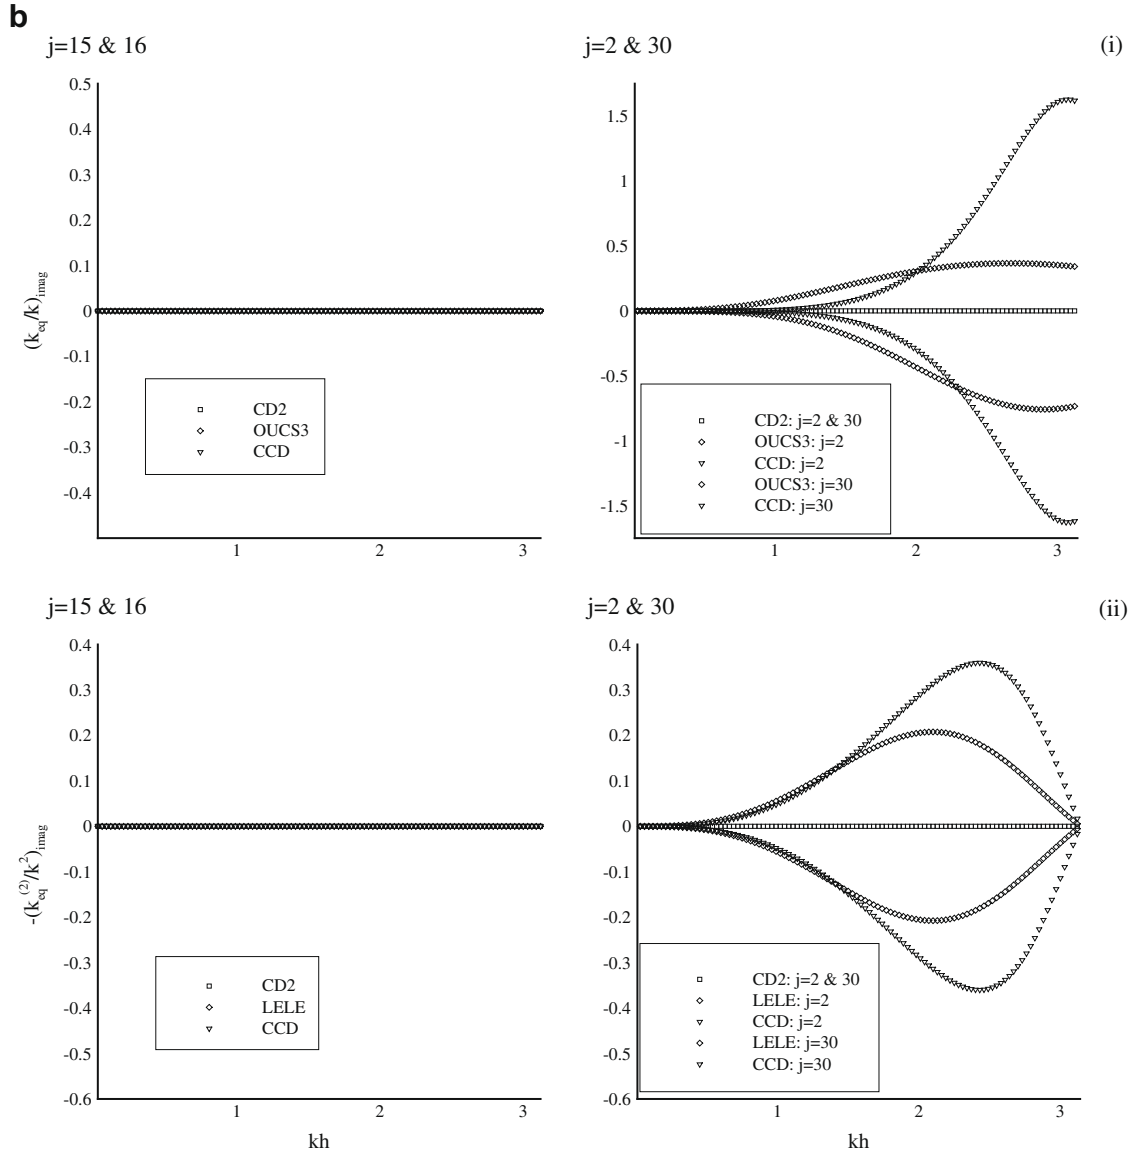 b
j=15 & 16
j=2 & 30
(i)
0.5
0.4
0.3
0.2
0.1
0
-0.1
-0.2
-0.3
-0.4
(k_eq/k)_imag
CD2
OUCS3
CCD
1 2 3
1.5
1
0.5
0
-0.5
-1
-1.5
CD2: j=2 & 30
OUCS3: j=2
CCD: j=2
OUCS3: j=30
CCD: j=30
1 2 3
j=15 & 16
j=2 & 30
(ii)
0.4
0.3
0.2
0.1
0
-0.1
-0.2
-0.3
-0.4
-0.5
-0.6
-(k_eq^(2)/k^2)_imag
CD2
LELE
CCD
1 2 3
kh
0.4
0.3
0.2
0.1
0
-0.1
-0.2
-0.3
-0.4
-0.5
-0.6
CD2: j=2 & 30
LELE: j=2
CCD: j=2
LELE: j=30
CCD: j=30
1 2 3
kh